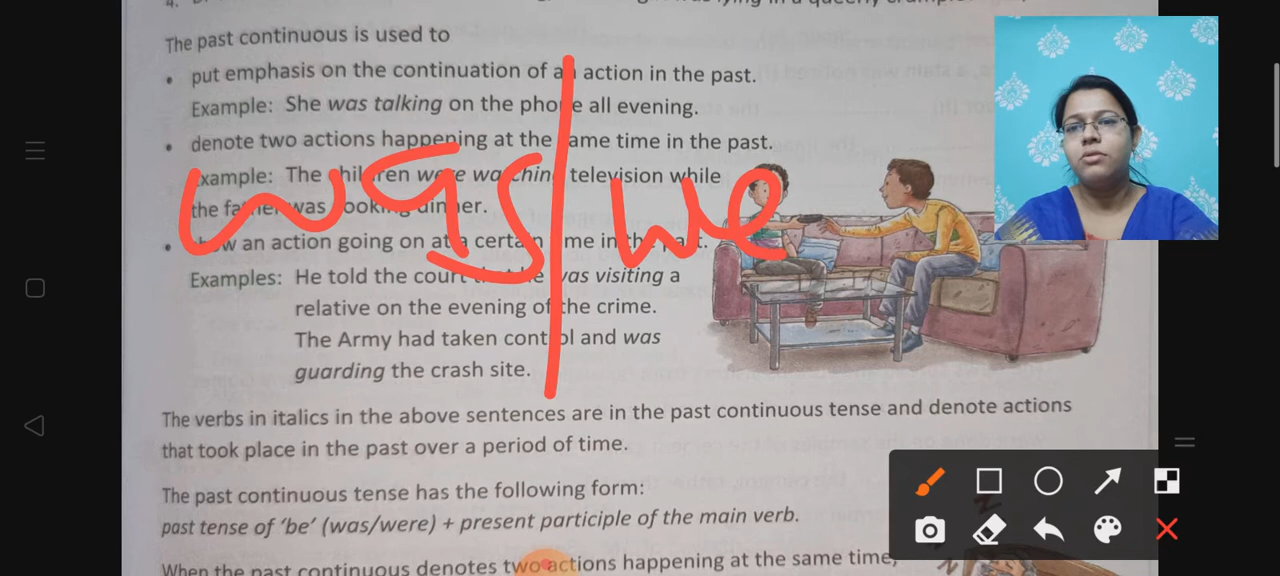 4.
The past continuous is used to
• put emphasis on the continuation of an action in the past.
Example: She was talking on the phone all evening.
• denote two actions happening at the same time in the past.
Example: The children were watching television while
the father was cooking dinner.
• show an action going on at a certain time in the past.
Examples: He told the court that he was visiting a
relative on the evening of the crime.
The Army had taken control and was
guarding the crash site.
was/we
The verbs in italics in the above sentences are in the past continuous tense and denote actions
that took place in the past over a period of time.
The past continuous tense has the following form:
past tense of 'be' (was/were) + present participle of the main verb.
When the past continuous denotes two actions happening at the same time,